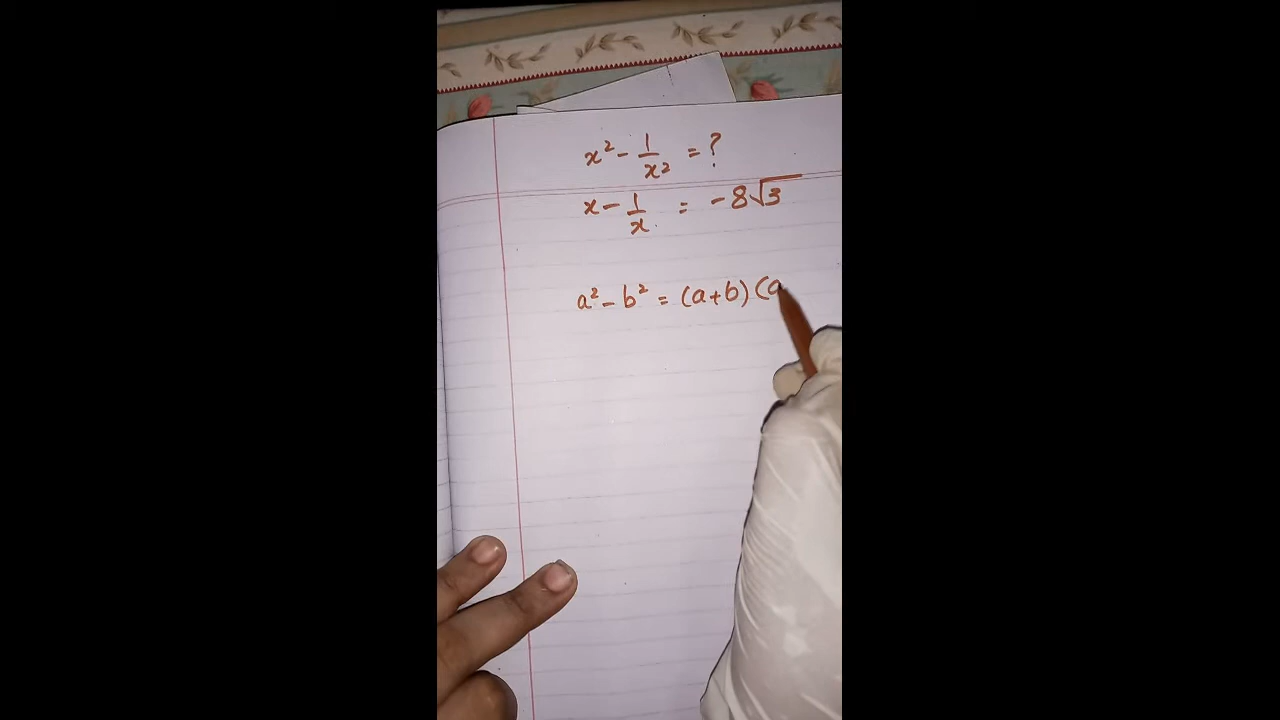 x² - 1/x² = ?
x - 1/x = -8√3
a² - b² = (a+b) (a